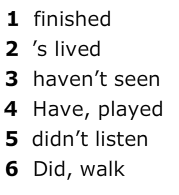 1 finished
2 ’s lived
3 haven’t seen
4 Have, played
5 didn’t listen
6 Did, walk